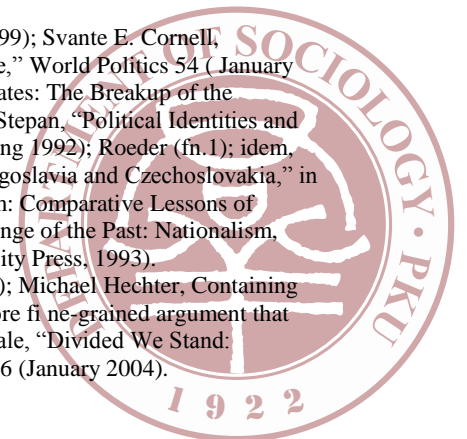 99); Svante E. Cornell,
e,” World Politics 54 ( January
ates: The Breakup of the
Stepan, “Political Identities and
ng 1992); Roeder (fn.1); idem,
goslavia and Czechoslovakia,” in
n: Comparative Lessons of
nge of the Past: Nationalism,
ity Press, 1993).
); Michael Hechter, Containing
ore fi ne-grained argument that
ale, “Divided We Stand:
6 (January 2004).
DEPARTMENT OF SOCIOLOGY · PKU
1922